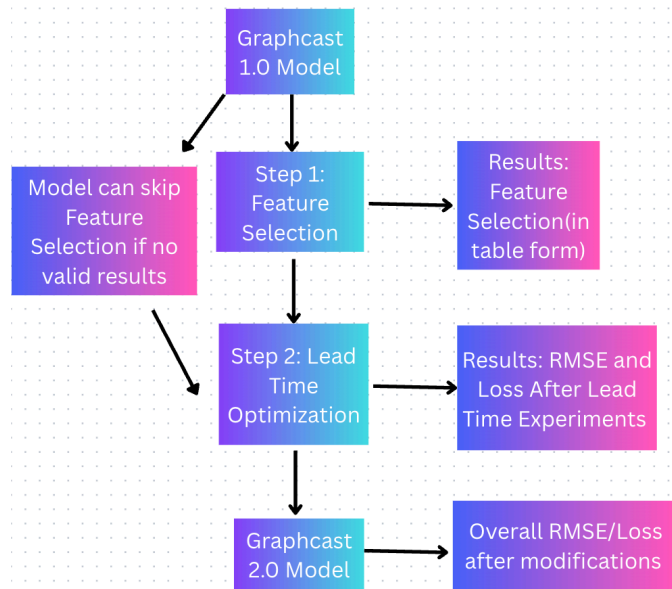 Graphcast
1.0 Model
Model can skip
Feature
Selection if no
valid results
Step 1:
Feature
Selection
Results:
Feature
Selection(in
table form)
Step 2: Lead
Time
Optimization
Results: RMSE and
Loss After Lead
Time Experiments
Graphcast
2.0 Model
Overall RMSE/Loss
after modifications